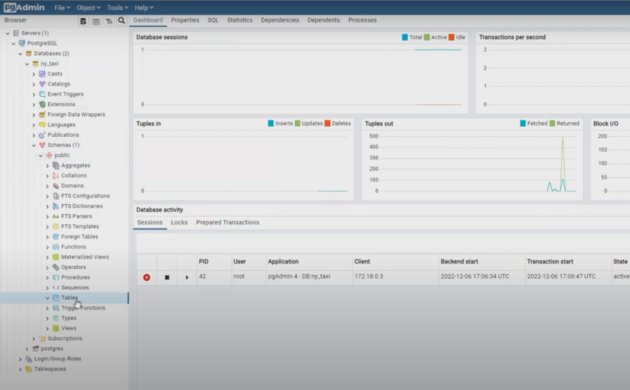 pgAdmin File Object Tools Help
Browser Dashboard Properties SQL Statistics Dependencies Dependents Processes
Servers (1)
PostgreSQL
Databases (2)
ny_taxi
Casts
Catalogs
Event Triggers
Extensions
Foreign Data Wrappers
Languages
Publications
Schemas (1)
public
Aggregates
Collations
Domains
FTS Configurations
FTS Dictionaries
FTS Parsers
FTS Templates
Foreign Tables
Functions
Materialized Views
Operators
Procedures
Sequences
Tables
Trigger Functions
Types
Views
Subscriptions
postgres
Login/Group Roles
Tablespaces
Database sessions Total Active Idle
1
0
Transactions per second
3
2
1
0
Tuples in Inserts Updates Deletes
1
0
Tuples out Fetched Returned
500
400
300
200
100
0
Block I/O
200
150
100
50
0
Database activity
Sessions Locks Prepared Transactions
PID User Application Client Backend start Transaction start State
42 root pgAdmin 4 - DB:ny_taxi 172.18.0.3 2022-12-06 17:06:34 UTC 2022-12-06 17:06:47 UTC active